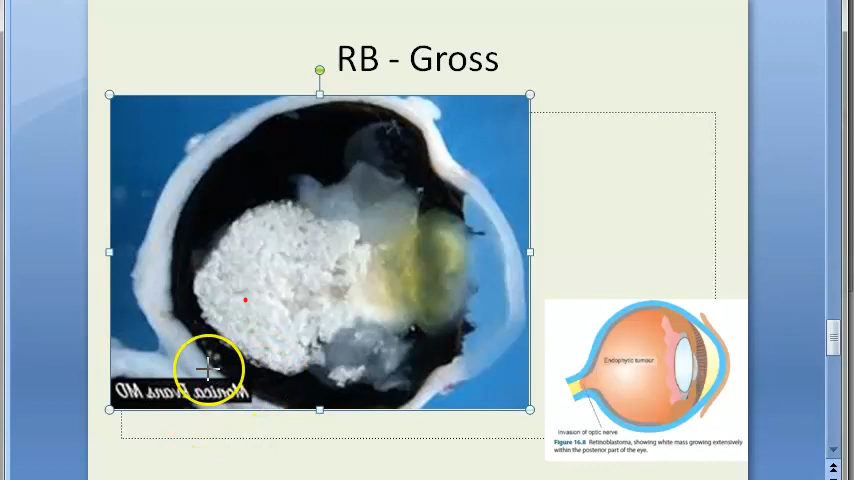 RB - Gross
Monica Evans MD
Endophytic tumour
Invasion of optic nerve
Figure 16.8 Retinoblastoma, showing white mass growing extensively
within the posterior part of the eye.